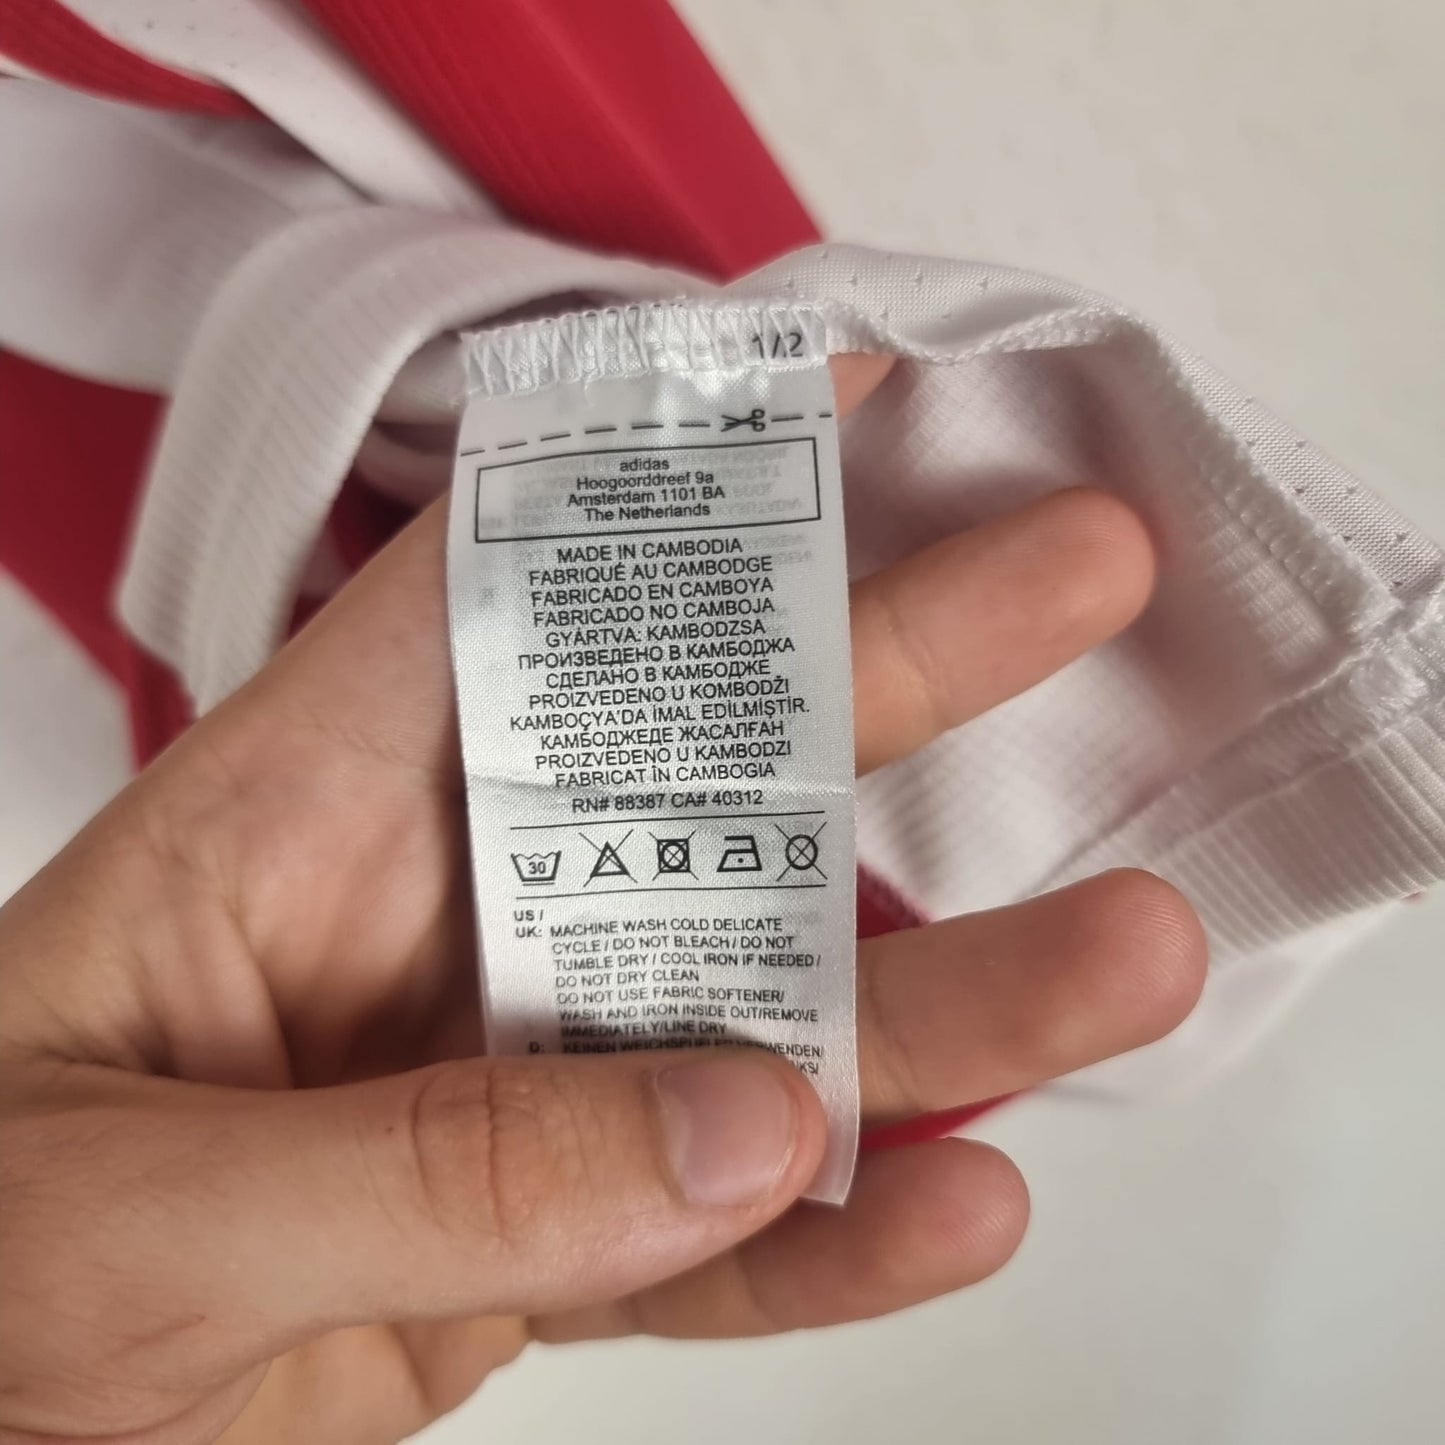 1/2
adidas
Hoogoorddreef 9a
Amsterdam 1101 BA
The Netherlands
MADE IN CAMBODIA
FABRIQUÉ AU CAMBODGE
FABRICADO EN CAMBOYA
FABRICADO NO CAMBOJA
GYÁRTVA: KAMBODZSA
ПРОИЗВЕДЕНО В КАМБОДЖА
СДЕЛАНО В КАМБОДЖЕ
PROIZVEDENO U KOMBODŽI
KAMBOÇYA'DA İMAL EDİLMİŞTİR.
КАМБОДЖЕДЕ ЖАСАЛҒАН
PROIZVEDENO U KAMBODZI
FABRICAT ÎN CAMBOGIA
RN# 88387 CA# 40312
30
US /
UK: MACHINE WASH COLD DELICATE
CYCLE / DO NOT BLEACH / DO NOT
TUMBLE DRY / COOL IRON IF NEEDED /
DO NOT DRY CLEAN
DO NOT USE FABRIC SOFTENER/
WASH AND IRON INSIDE OUT/REMOVE
IMMEDIATELY/LINE DRY
D: KEINEN WEICHSPÜLER VERWENDEN/